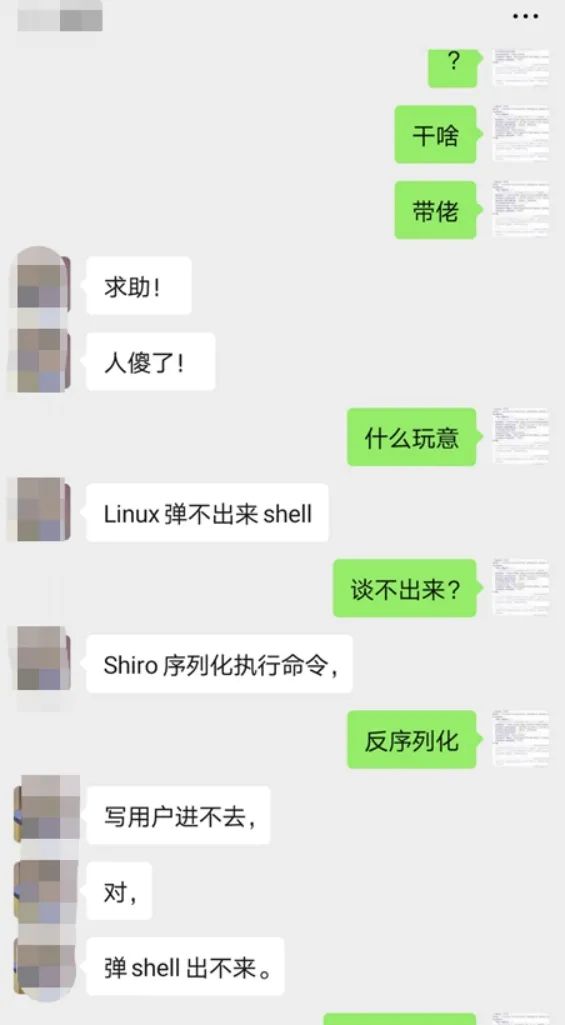 ?
干啥
带佬
求助!
人傻了!
什么玩意
Linux 弹不出来 shell
谈不出来?
Shiro 序列化执行命令,
反序列化
写用户进不去,
对,
弹 shell 出不来。